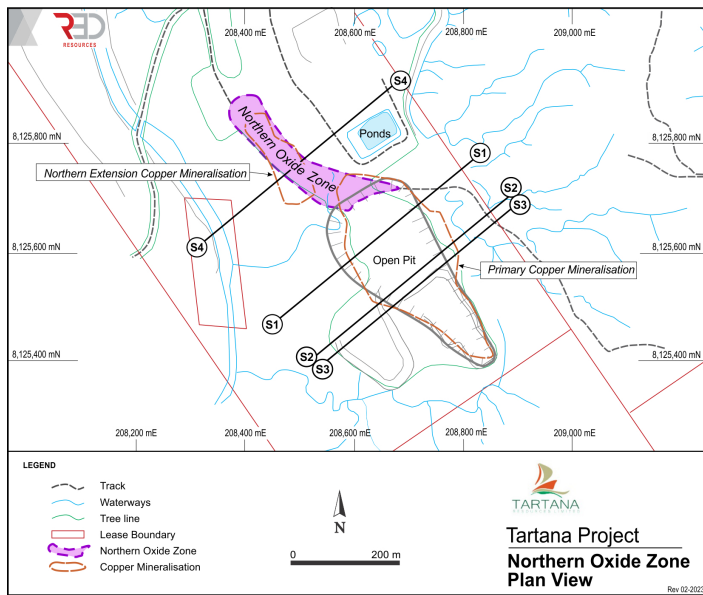 RED
RESOURCES
208,400 mE
208,600 mE
208,800 mE
209,000 mE
S4
Northern Oxide Zone
Ponds
8,125,800 mN
8,125,800 mN
S1
Northern Extension Copper Mineralisation
S2
S3
S4
8,125,600 mN
8,125,600 mN
Open Pit
Primary Copper Mineralisation
S1
S2
S3
8,125,400 mN
8,125,400 mN
208,200 mE
208,400 mE
208,600 mE
208,800 mE
209,000 mE
LEGEND
Track
Waterways
Tree line
Lease Boundary
Northern Oxide Zone
Copper Mineralisation
N
0
200 m
TARTANA
Tartana Project
Northern Oxide Zone
Plan View
Rev 02-2023